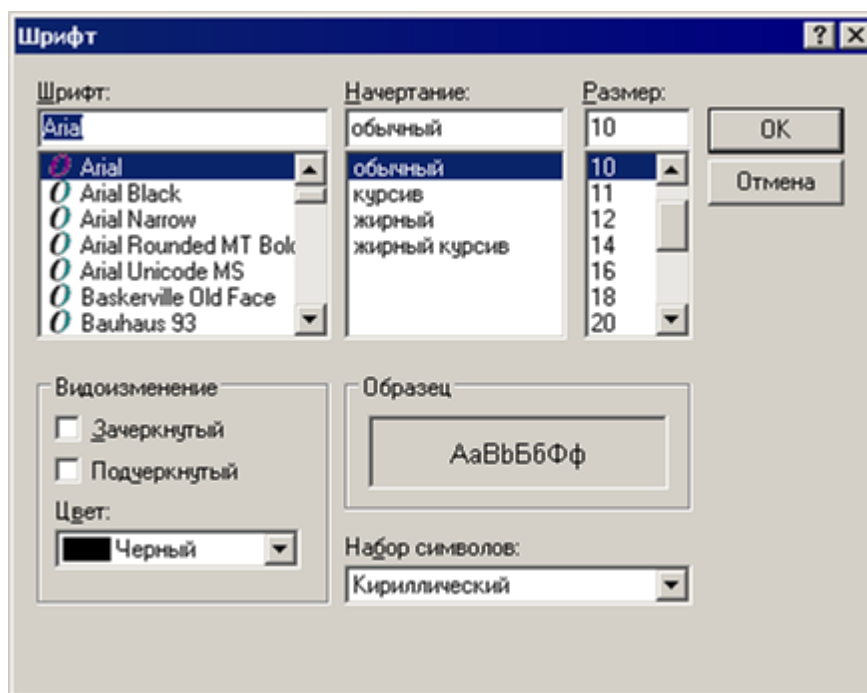 Шрифт
Шрифт:
Arial
Arial
Arial Black
Arial Narrow
Arial Rounded MT Bolc
Arial Unicode MS
Baskerville Old Face
Bauhaus 93
Начертание:
обычный
обычный
курсив
жирный
жирный курсив
Размер:
10
10
11
12
14
16
18
20
OK
Отмена
Видоизменение
Зачеркнутый
Подчеркнутый
Цвет:
Черный
Образец
АаВbБбФф
Набор символов:
Кириллический